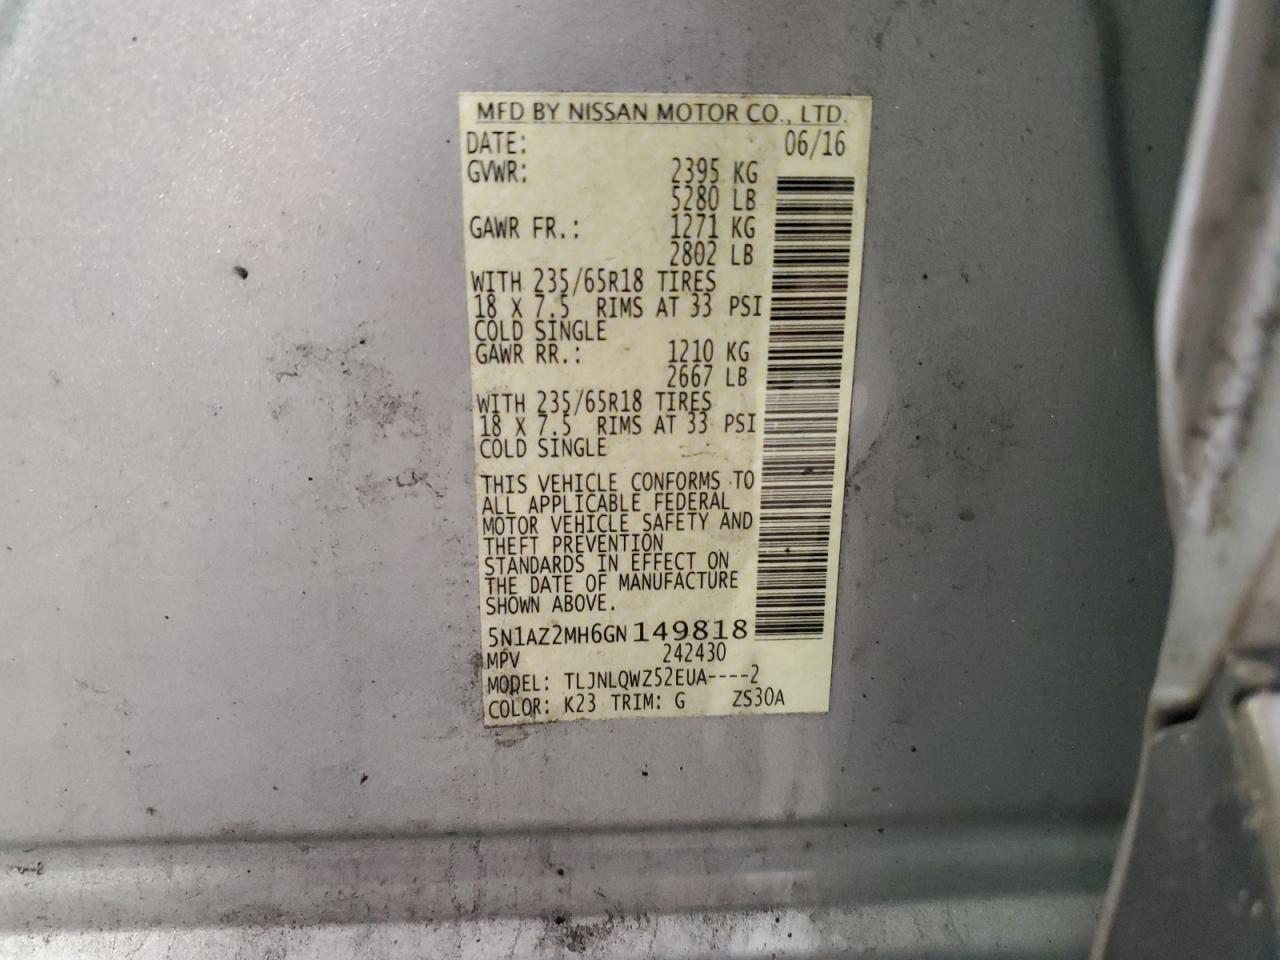 MFD BY NISSAN MOTOR CO., LTD.
DATE: 06/16
GVWR: 2395 KG
5280 LB
GAWR FR.: 1271 KG
2802 LB
WITH 235/65R18 TIRES
18 X 7.5 RIMS AT 33 PSI
COLD SINGLE
GAWR RR.: 1210 KG
2667 LB
WITH 235/65R18 TIRES
18 X 7.5 RIMS AT 33 PSI
COLD SINGLE
THIS VEHICLE CONFORMS TO
ALL APPLICABLE FEDERAL
MOTOR VEHICLE SAFETY AND
THEFT PREVENTION
STANDARDS IN EFFECT ON
THE DATE OF MANUFACTURE
SHOWN ABOVE.
5N1AZ2MH6GN149818
MPV 242430
MODEL: TLJNLQWZ52EUA----2
COLOR: K23 TRIM: G ZS30A